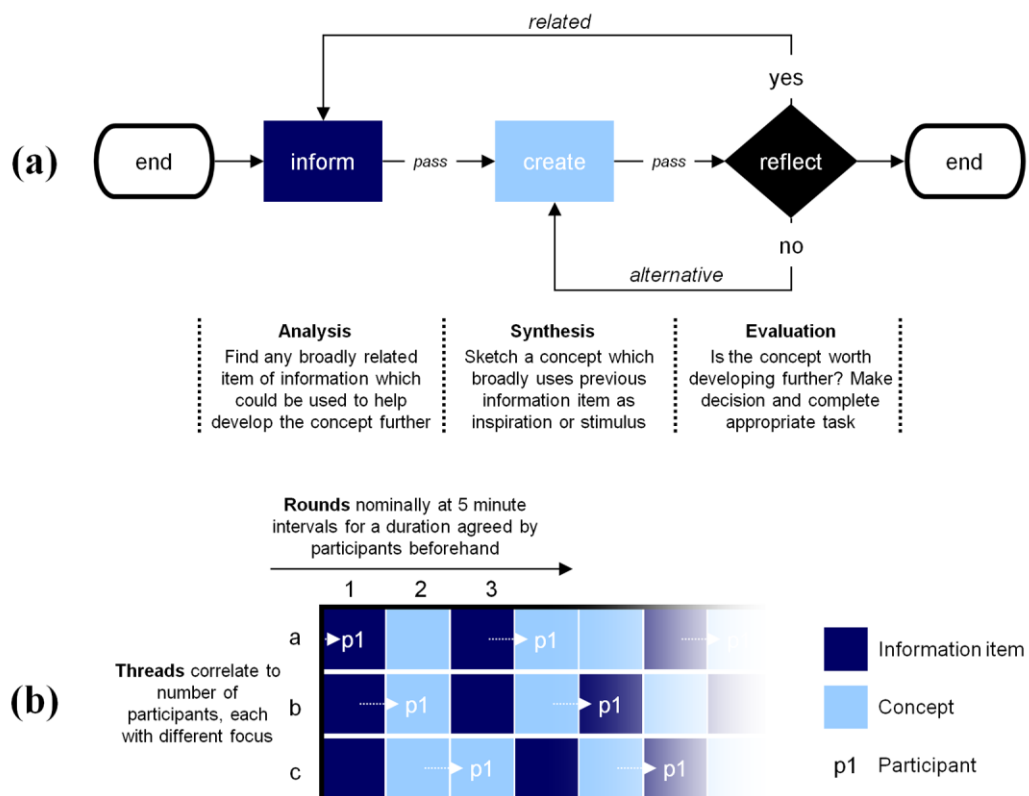 related
yes
(a)
end
inform
pass
create
pass
reflect
end
no
alternative
Analysis
Find any broadly related
item of information which
could be used to help
develop the concept further
Synthesis
Sketch a concept which
broadly uses previous
information item as
inspiration or stimulus
Evaluation
Is the concept worth
developing further? Make
decision and complete
appropriate task
Rounds nominally at 5 minute
intervals for a duration agreed by
participants beforehand
1 2 3
(b)
Threads correlate to
number of
participants, each
with different focus
a
p1
p1
p
b
p1
p1
c
p1
p1
Information item
Concept
p1 Participant